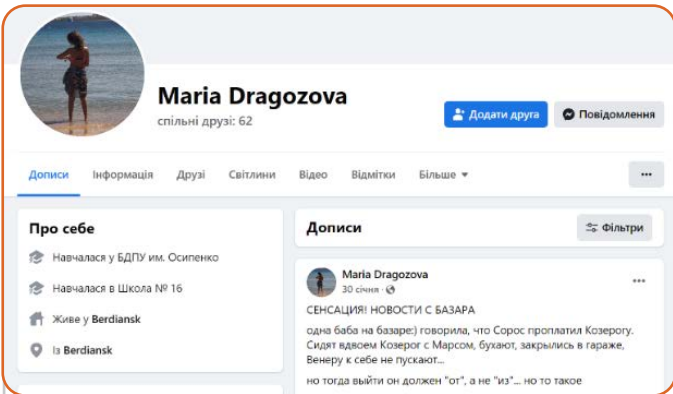 Maria Dragozova
спільні друзі: 62
Додати друга
Повідомлення
Дописи
Інформація
Друзі
Світлини
Відео
Відмітки
Більше
Про себе
Навчалася у БДПУ им. Осипенко
Навчалася в Школа № 16
Живе у Berdiansk
Із Berdiansk
Дописи
Фільтри
Maria Dragozova
30 січня
СЕНСАЦИЯ! НОВОСТИ С БАЗАРА
одна баба на базаре:) говорила, что Сорос проплатил Козерогу.
Сидят вдвоем Козерог с Марсом, бухают, закрылись в гараже,
Венеру к себе не пускают...
но тогда выйти он должен "от", а не "из"... но то такое